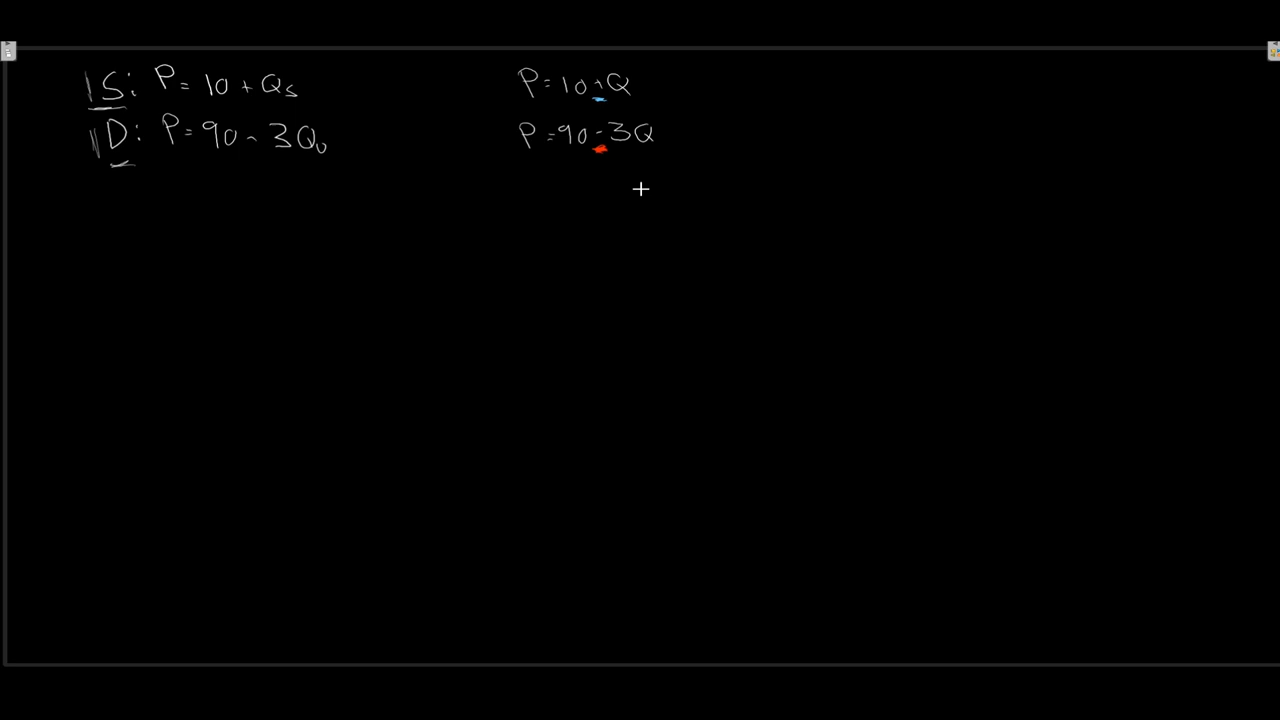 S: P = 10 + Qs
P = 10 + Q
D: P = 90 - 3QD
P = 90 - 3Q